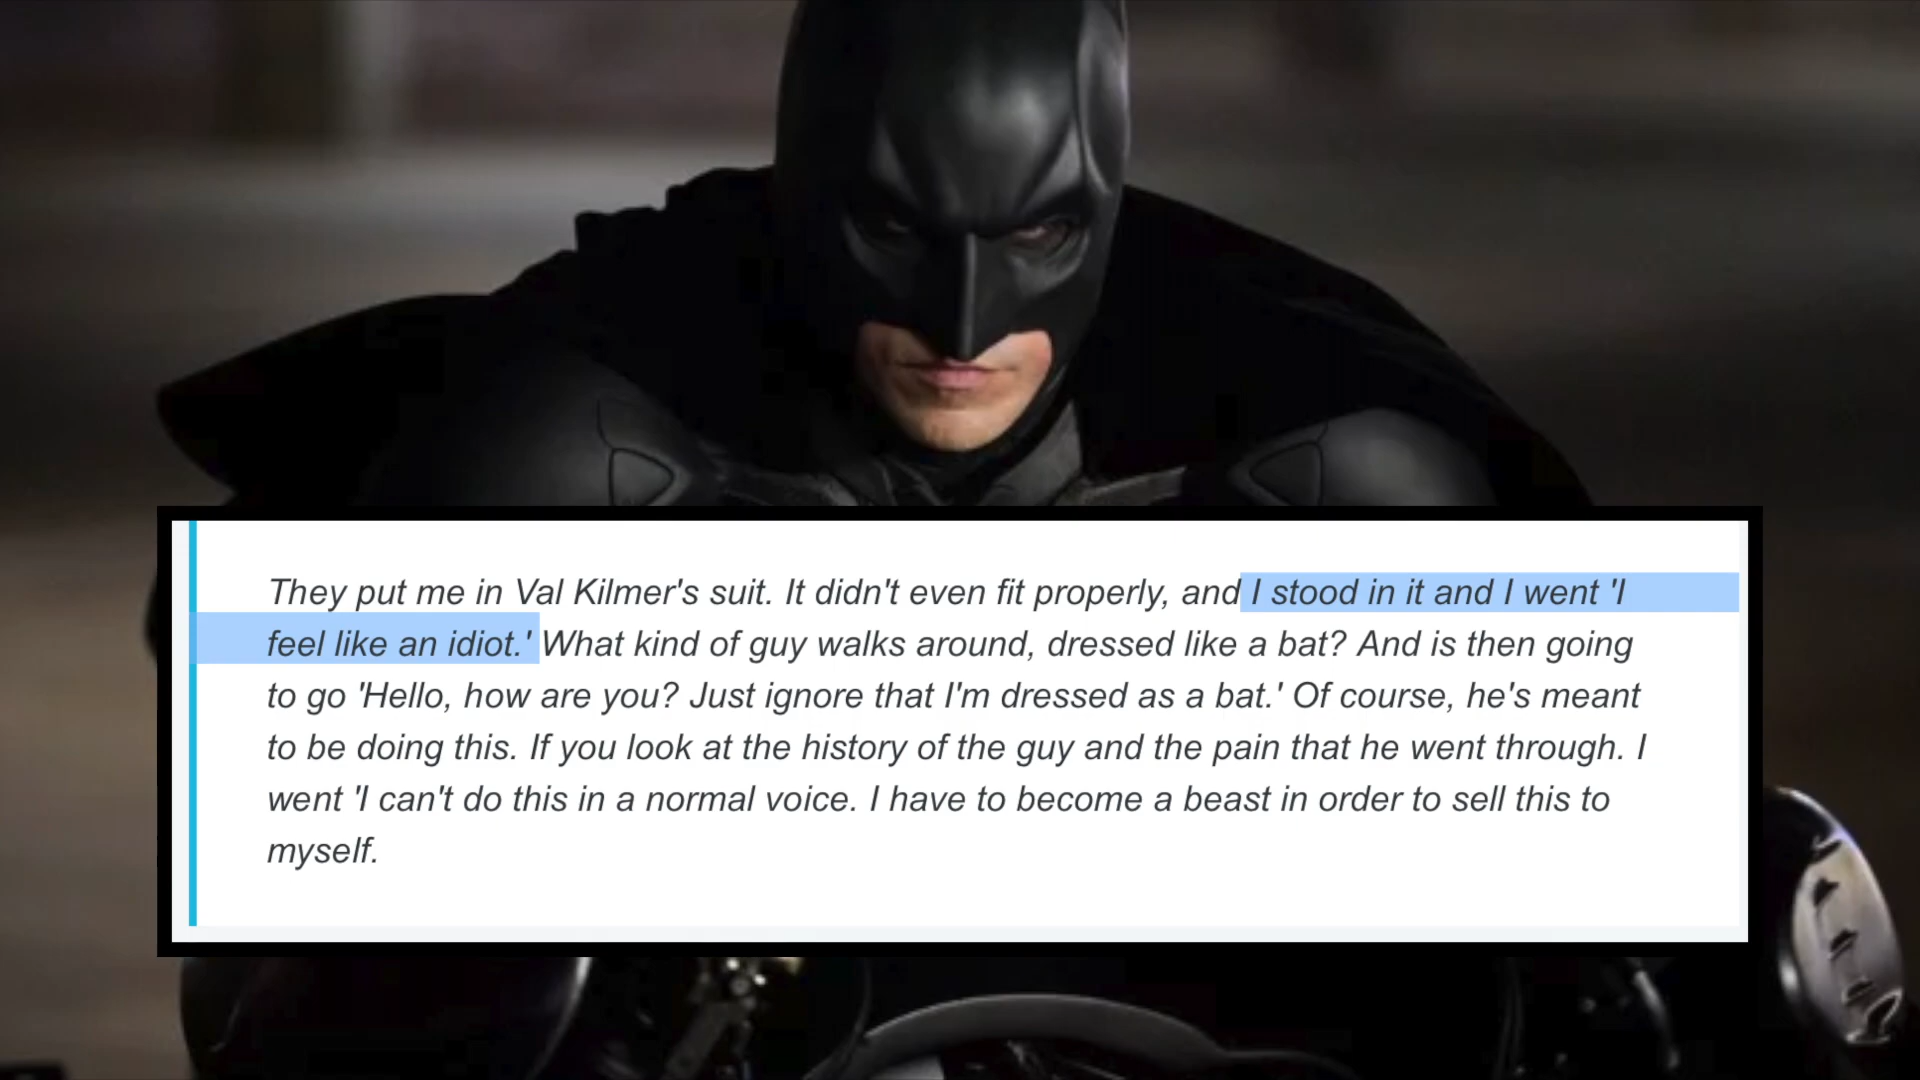 They put me in Val Kilmer's suit. It didn't even fit properly, and I stood in it and I went 'I
feel like an idiot.' What kind of guy walks around, dressed like a bat? And is then going
to go 'Hello, how are you? Just ignore that I'm dressed as a bat.' Of course, he's meant
to be doing this. If you look at the history of the guy and the pain that he went through. I
went 'I can't do this in a normal voice. I have to become a beast in order to sell this to
myself.